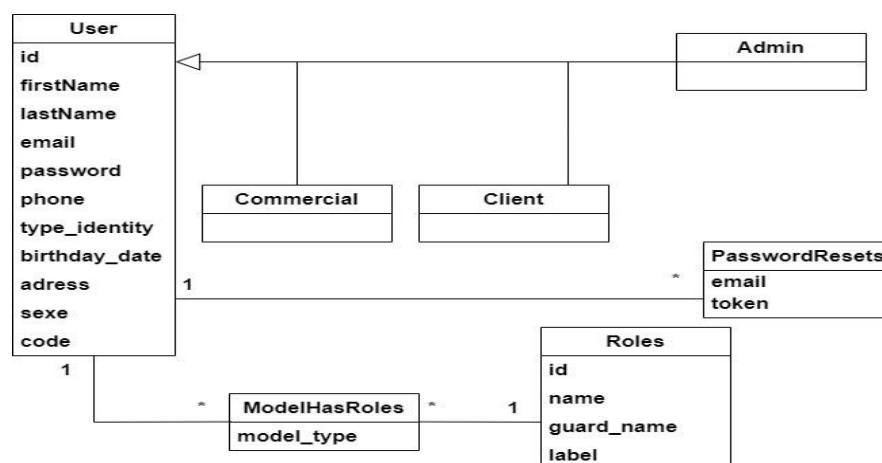 User
id
firstName
lastName
email
password
phone
type_identity
birthday_date
adress
sexe
code
Admin
Commercial
Client
PasswordResets
email
token
1
*
Roles
id
name
guard_name
label
1
*
ModelHasRoles
model_type
*
1